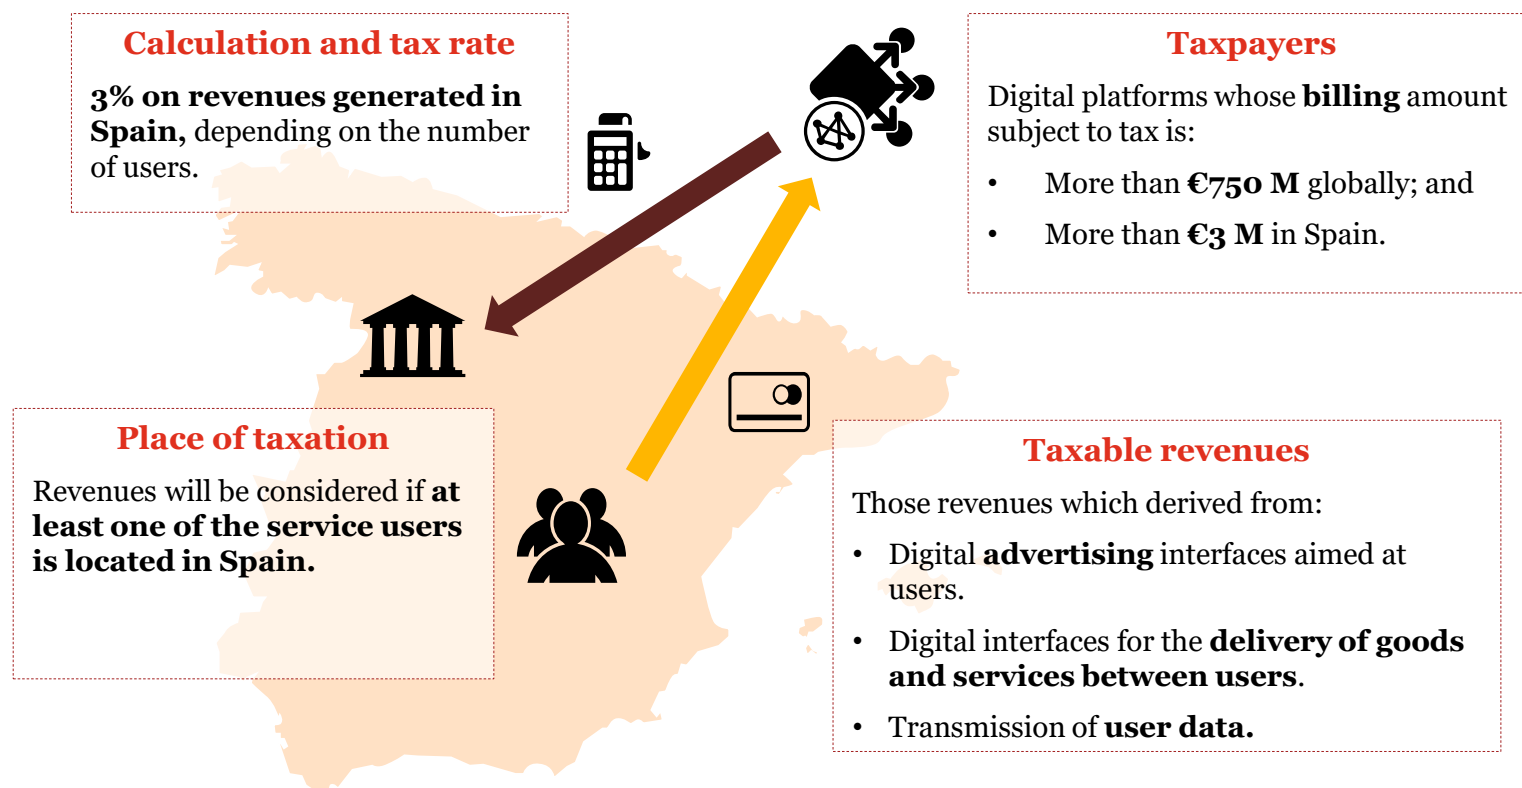 Calculation and tax rate
3% on revenues generated in
Spain, depending on the number
of users.
Taxpayers
Digital platforms whose billing amount
subject to tax is:
• More than €750 M globally; and
• More than €3 M in Spain.
Place of taxation
Revenues will be considered if at
least one of the service users
is located in Spain.
Taxable revenues
Those revenues which derived from:
• Digital advertising interfaces aimed at
users.
• Digital interfaces for the delivery of goods
and services between users.
• Transmission of user data.